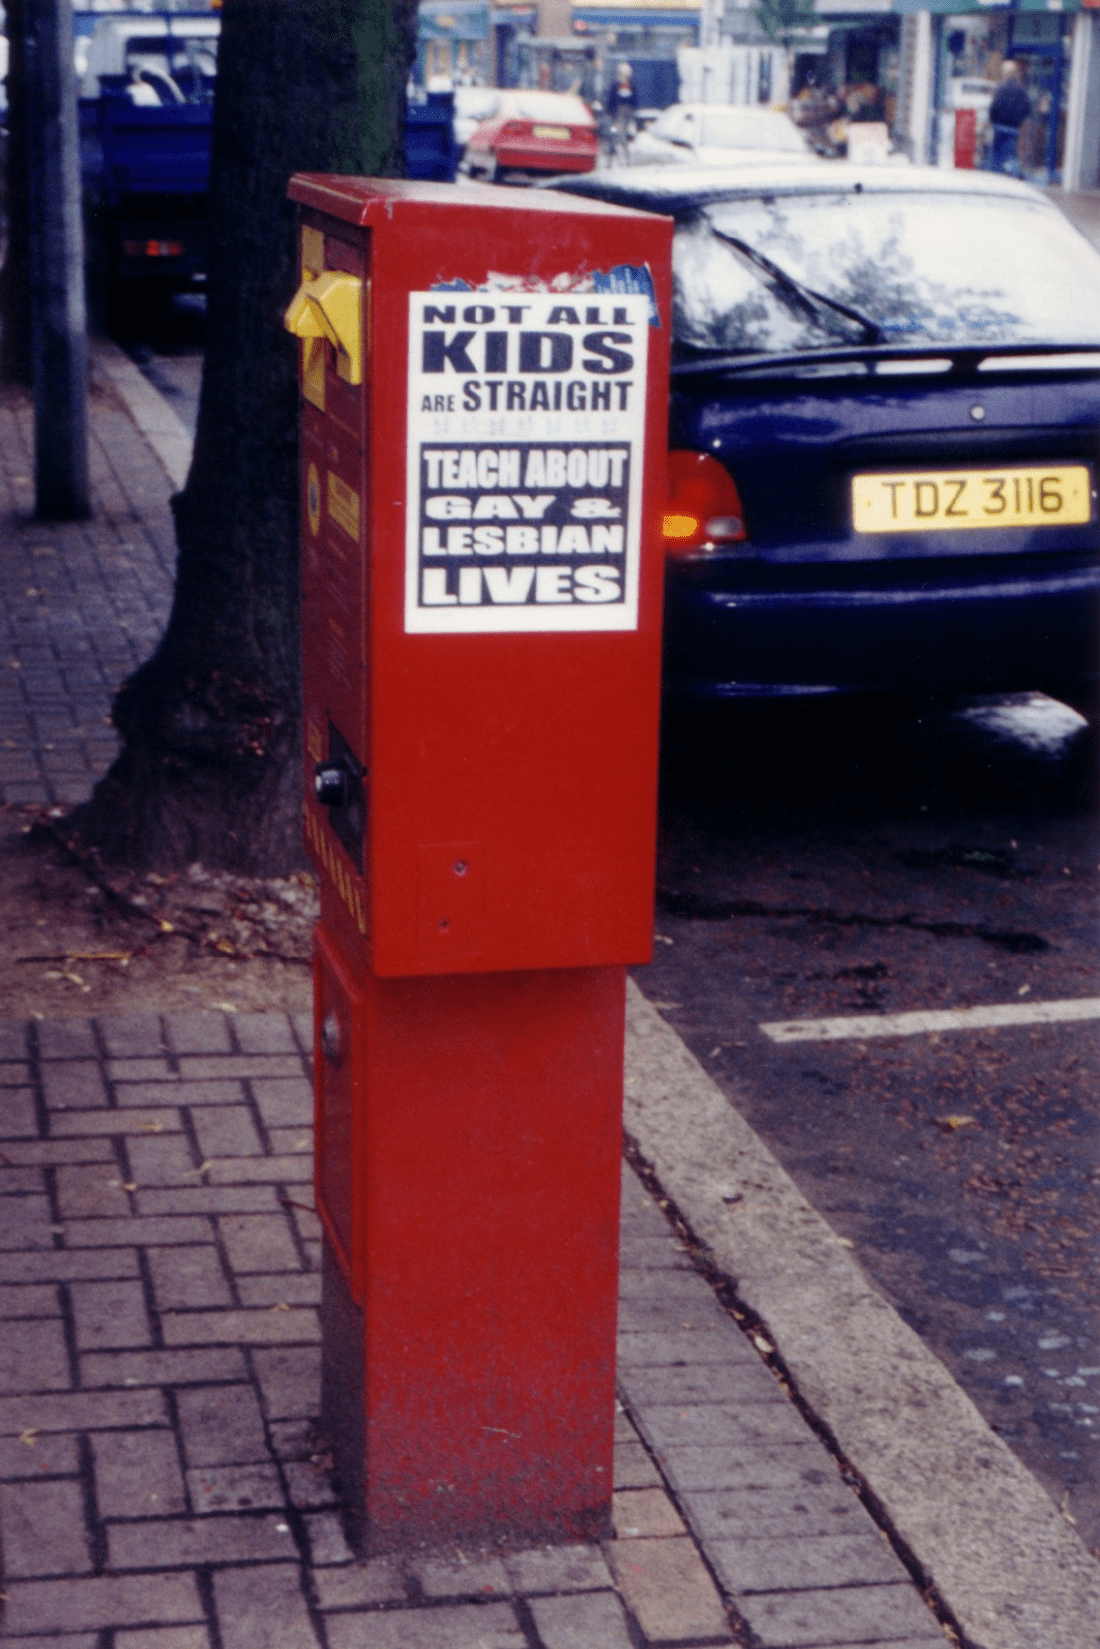 NOT ALL
KIDS
ARE STRAIGHT
TEACH ABOUT
GAY &
LESBIAN
LIVES
TDZ 3116